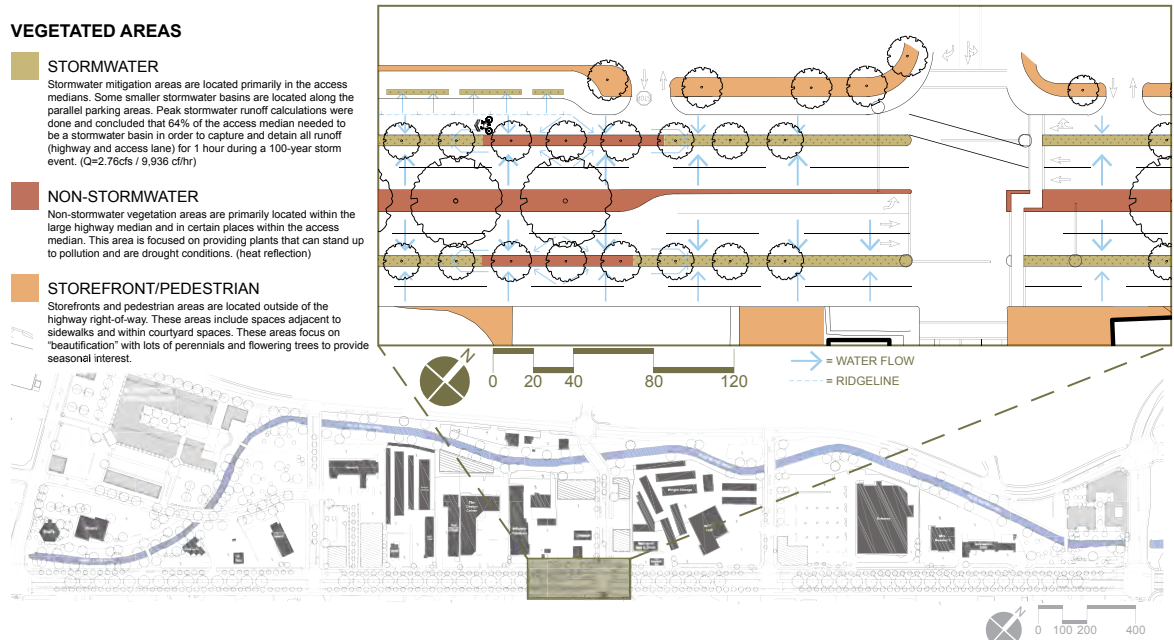 VEGETATED AREAS
STORMWATER
Stormwater mitigation areas are located primarily in the access
medians. Some smaller stormwater basins are located along the
parallel parking areas. Peak stormwater runoff calculations were
done and concluded that 64% of the access median needed to
be a stormwater basin in order to capture and detain all runoff
(highway and access lane) for 1 hour during a 100-year storm
event. (Q=2.76cfs / 9,936 cf/hr)
NON-STORMWATER
Non-stormwater vegetation areas are primarily located within the
large highway median and in certain places within the access
median. This area is focused on providing plants that can stand up
to pollution and are drought conditions. (heat reflection)
STOREFRONT/PEDESTRIAN
Storefronts and pedestrian areas are located outside of the
highway right-of-way. These areas include spaces adjacent to
sidewalks and within courtyard spaces. These areas focus on
“beautification” with lots of perennials and flowering trees to provide
seasonal interest.
N
0 20 40 80 120
= WATER FLOW
= RIDGELINE
N
0 100 200 400